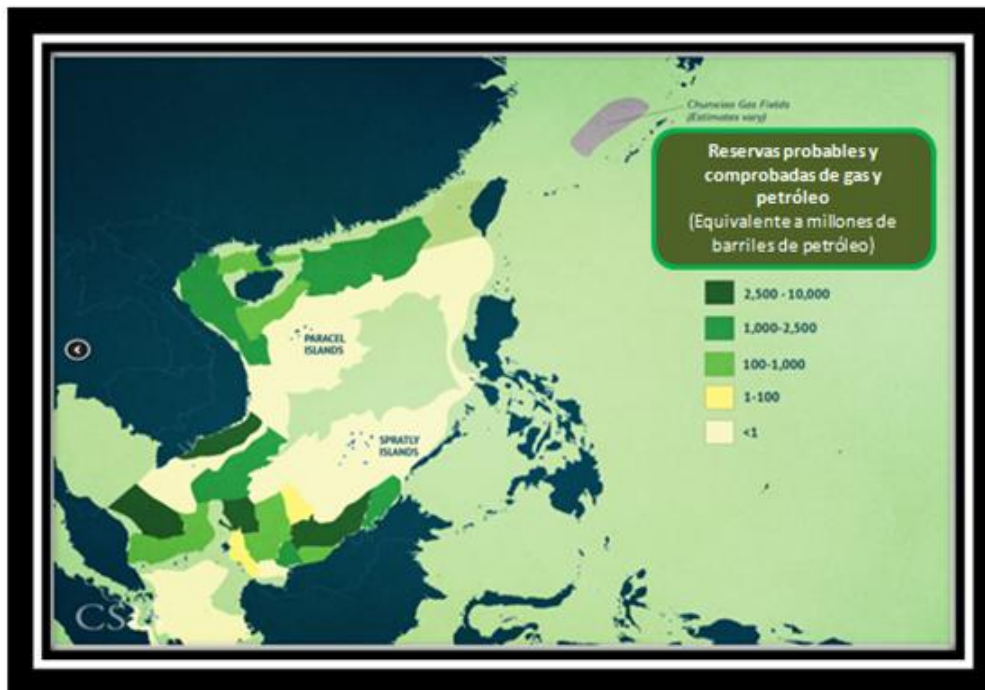 Chunxiao Gas Fields
(Estimates vary)
Reservas probables y
comprobadas de gas y
petróleo
(Equivalente a millones de
barriles de petróleo)
2,500 - 10,000
1,000-2,500
100-1,000
1-100
<1
PARACEL
ISLANDS
SPRATLY
ISLANDS
CS